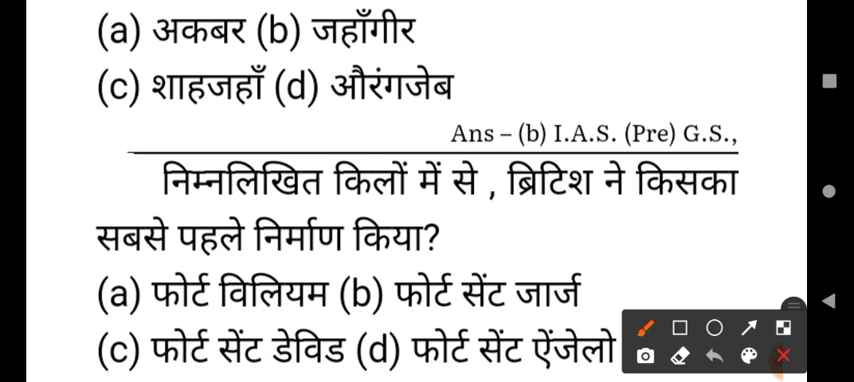 (a) अकबर (b) जहाँगीर
(c) शाहजहाँ (d) औरंगजेब
Ans – (b) I.A.S. (Pre) G.S.,
निम्नलिखित किलों में से , ब्रिटिश ने किसका
सबसे पहले निर्माण किया?
(a) फोर्ट विलियम (b) फोर्ट सेंट जार्ज
(c) फोर्ट सेंट डेविड (d) फोर्ट सेंट ऐंजेलो